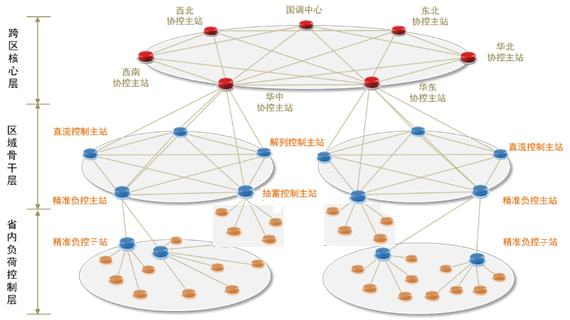 西北
协控主站
国调中心
东北
协控主站
跨区核心层
华北
协控主站
西南
协控主站
华中
协控主站
华东
协控主站
区域骨干层
直流控制主站
解列控制主站
直流控制主站
精准负控主站
抽蓄控制主站
精准负控主站
省内负荷控制层
精准负控子站
精准负控子站